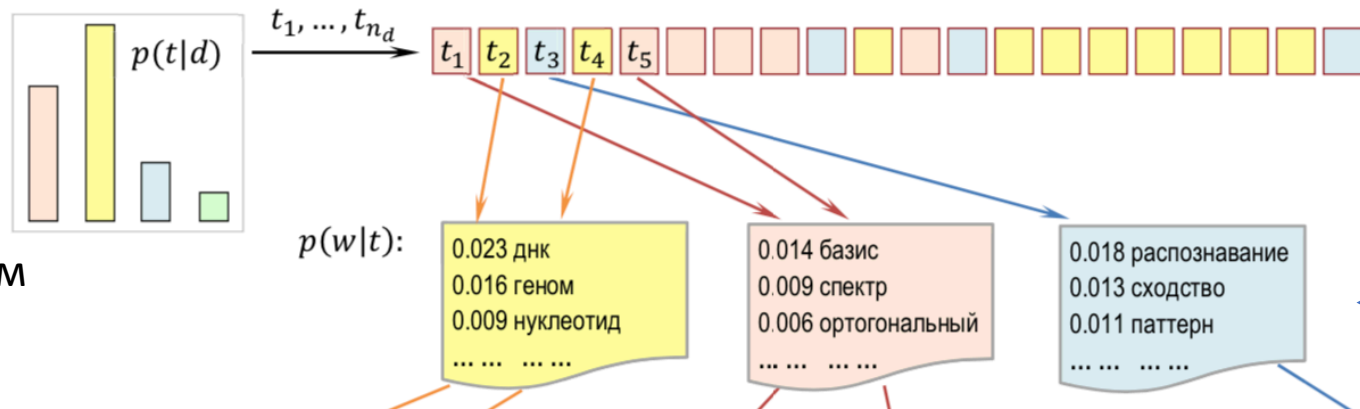 t₁, …, tₙ_d
p(t|d)
t₁ t₂ t₃ t₄ t₅
м
p(w|t):
0.023 днк
0.016 геном
0.009 нуклеотид
... ... ... ...
0.014 базис
0.009 спектр
0.006 ортогональный
... ... ... ...
0.018 распознавание
0.013 сходство
0.011 паттерн
... ... ... ...